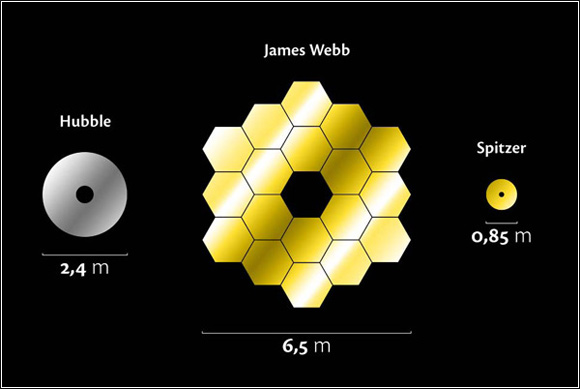 James Webb
Hubble
Spitzer
2,4 m
0,85 m
6,5 m